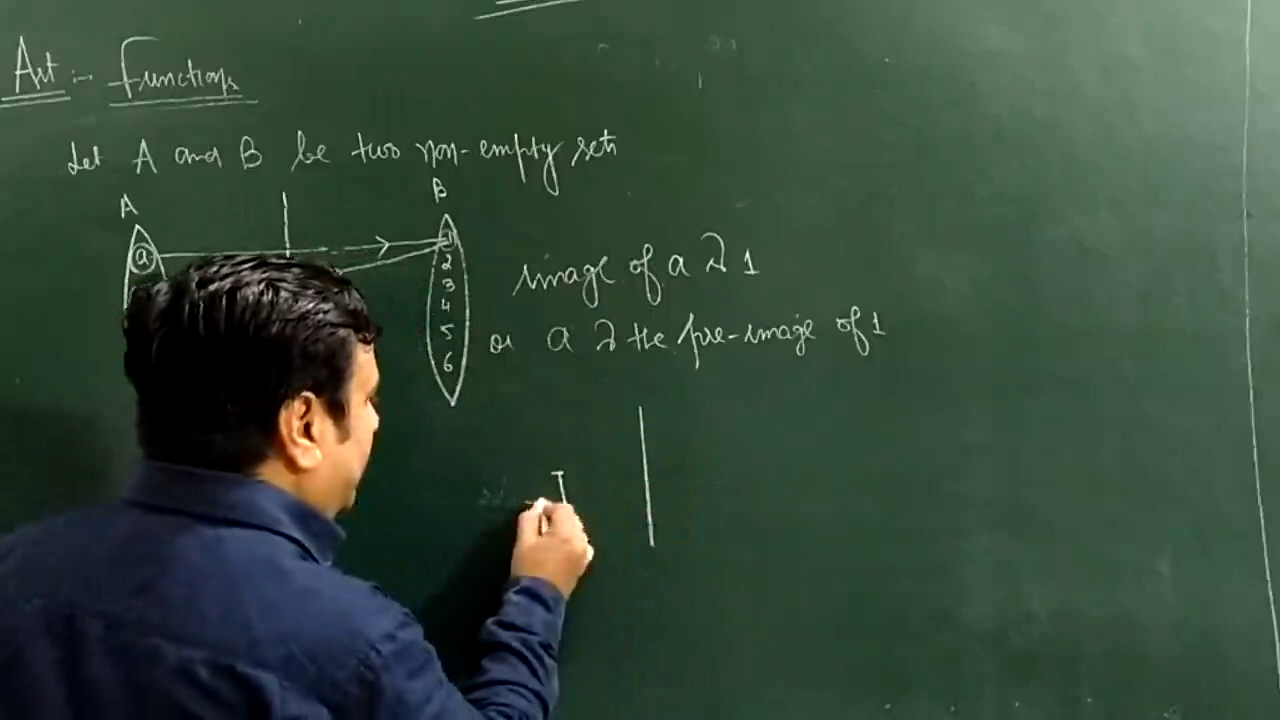 Art :- Functions
Let A and B be two non-empty sets
A
B
a
1
2
3
4
5
6
image of a is 1
or a is the pre-image of 1
I